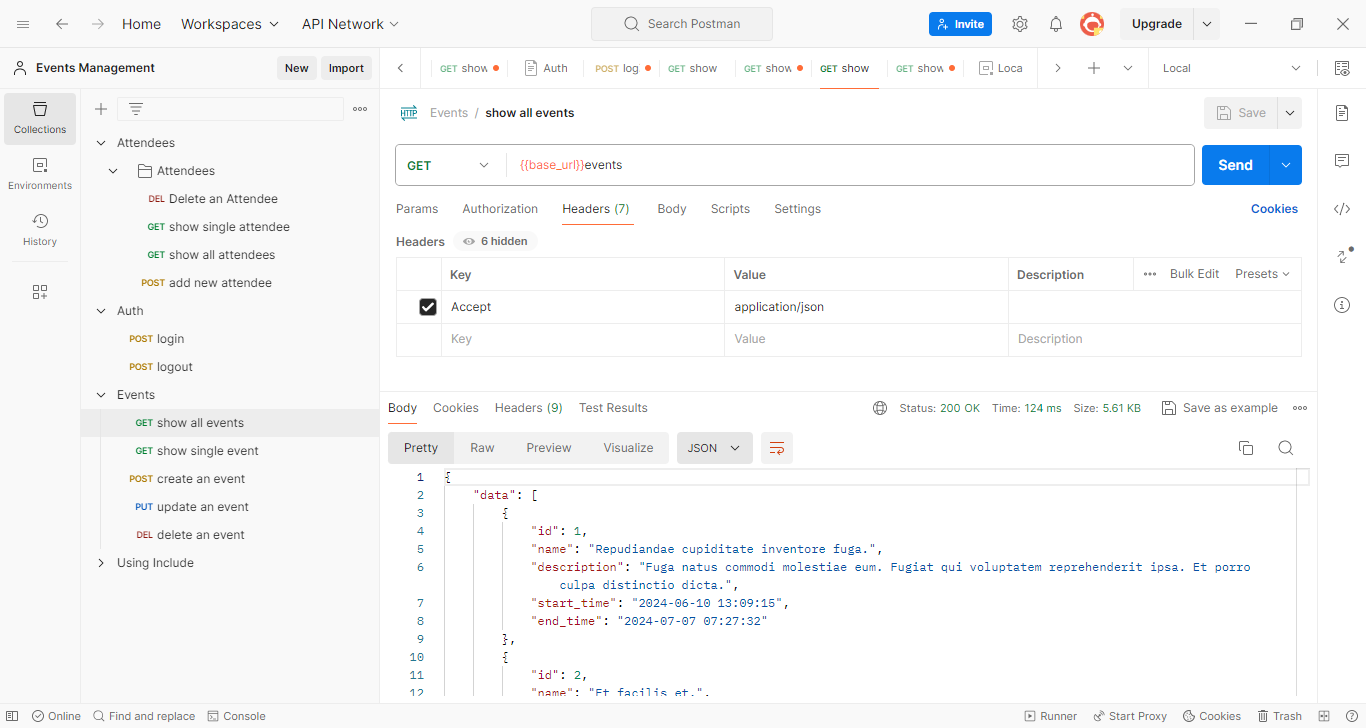 Home Workspaces API Network Search Postman Invite Upgrade
Events Management New Import
GET show Auth POST log GET show GET show GET show GET show Loca Local
Collections
Environments
History
Attendees
Attendees
DEL Delete an Attendee
GET show single attendee
GET show all attendees
POST add new attendee
Auth
POST login
POST logout
Events
GET show all events
GET show single event
POST create an event
PUT update an event
DEL delete an event
Using Include
HTTP Events / show all events Save
GET {{base_url}}events Send
Params Authorization Headers (7) Body Scripts Settings Cookies
Headers 6 hidden
Key Value Description Bulk Edit Presets
Accept application/json
Key Value Description
Body Cookies Headers (9) Test Results Status: 200 OK Time: 124 ms Size: 5.61 KB Save as example
Pretty Raw Preview Visualize JSON
1 {
2 "data": [
3 {
4 "id": 1,
5 "name": "Repudiandae cupiditate inventore fuga.",
6 "description": "Fuga natus commodi molestiae eum. Fugiat qui voluptatem reprehenderit ipsa. Et porro
culpa distinctio dicta.",
7 "start_time": "2024-06-10 13:09:15",
8 "end_time": "2024-07-07 07:27:32"
9 },
10 {
11 "id": 2,
12 "name": "Et facilis et.",
Online Find and replace Console Runner Start Proxy Cookies Trash